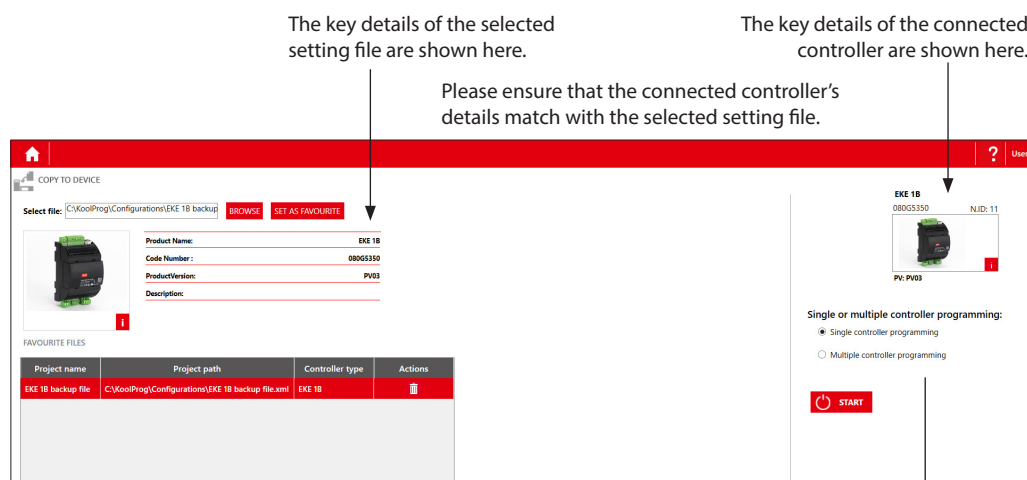 The key details of the selected
setting file are shown here.
The key details of the connected
controller are shown here.
Please ensure that the connected controller's
details match with the selected setting file.
? User
COPY TO DEVICE
Select file: C:\KoolProg\Configurations\EKE 1B backup BROWSE SET AS FAVOURITE
Product Name: EKE 1B
Code Number : 080G5350
ProductVersion: PV03
Description:
i
FAVOURITE FILES
Project name Project path Controller type Actions
EKE 1B backup file C:\KoolProg\Configurations\EKE 1B backup file.xml EKE 1B
EKE 1B
080G5350 N.ID: 11
i
PV: PV03
Single or multiple controller programming:
Single controller programming
Multiple controller programming
START